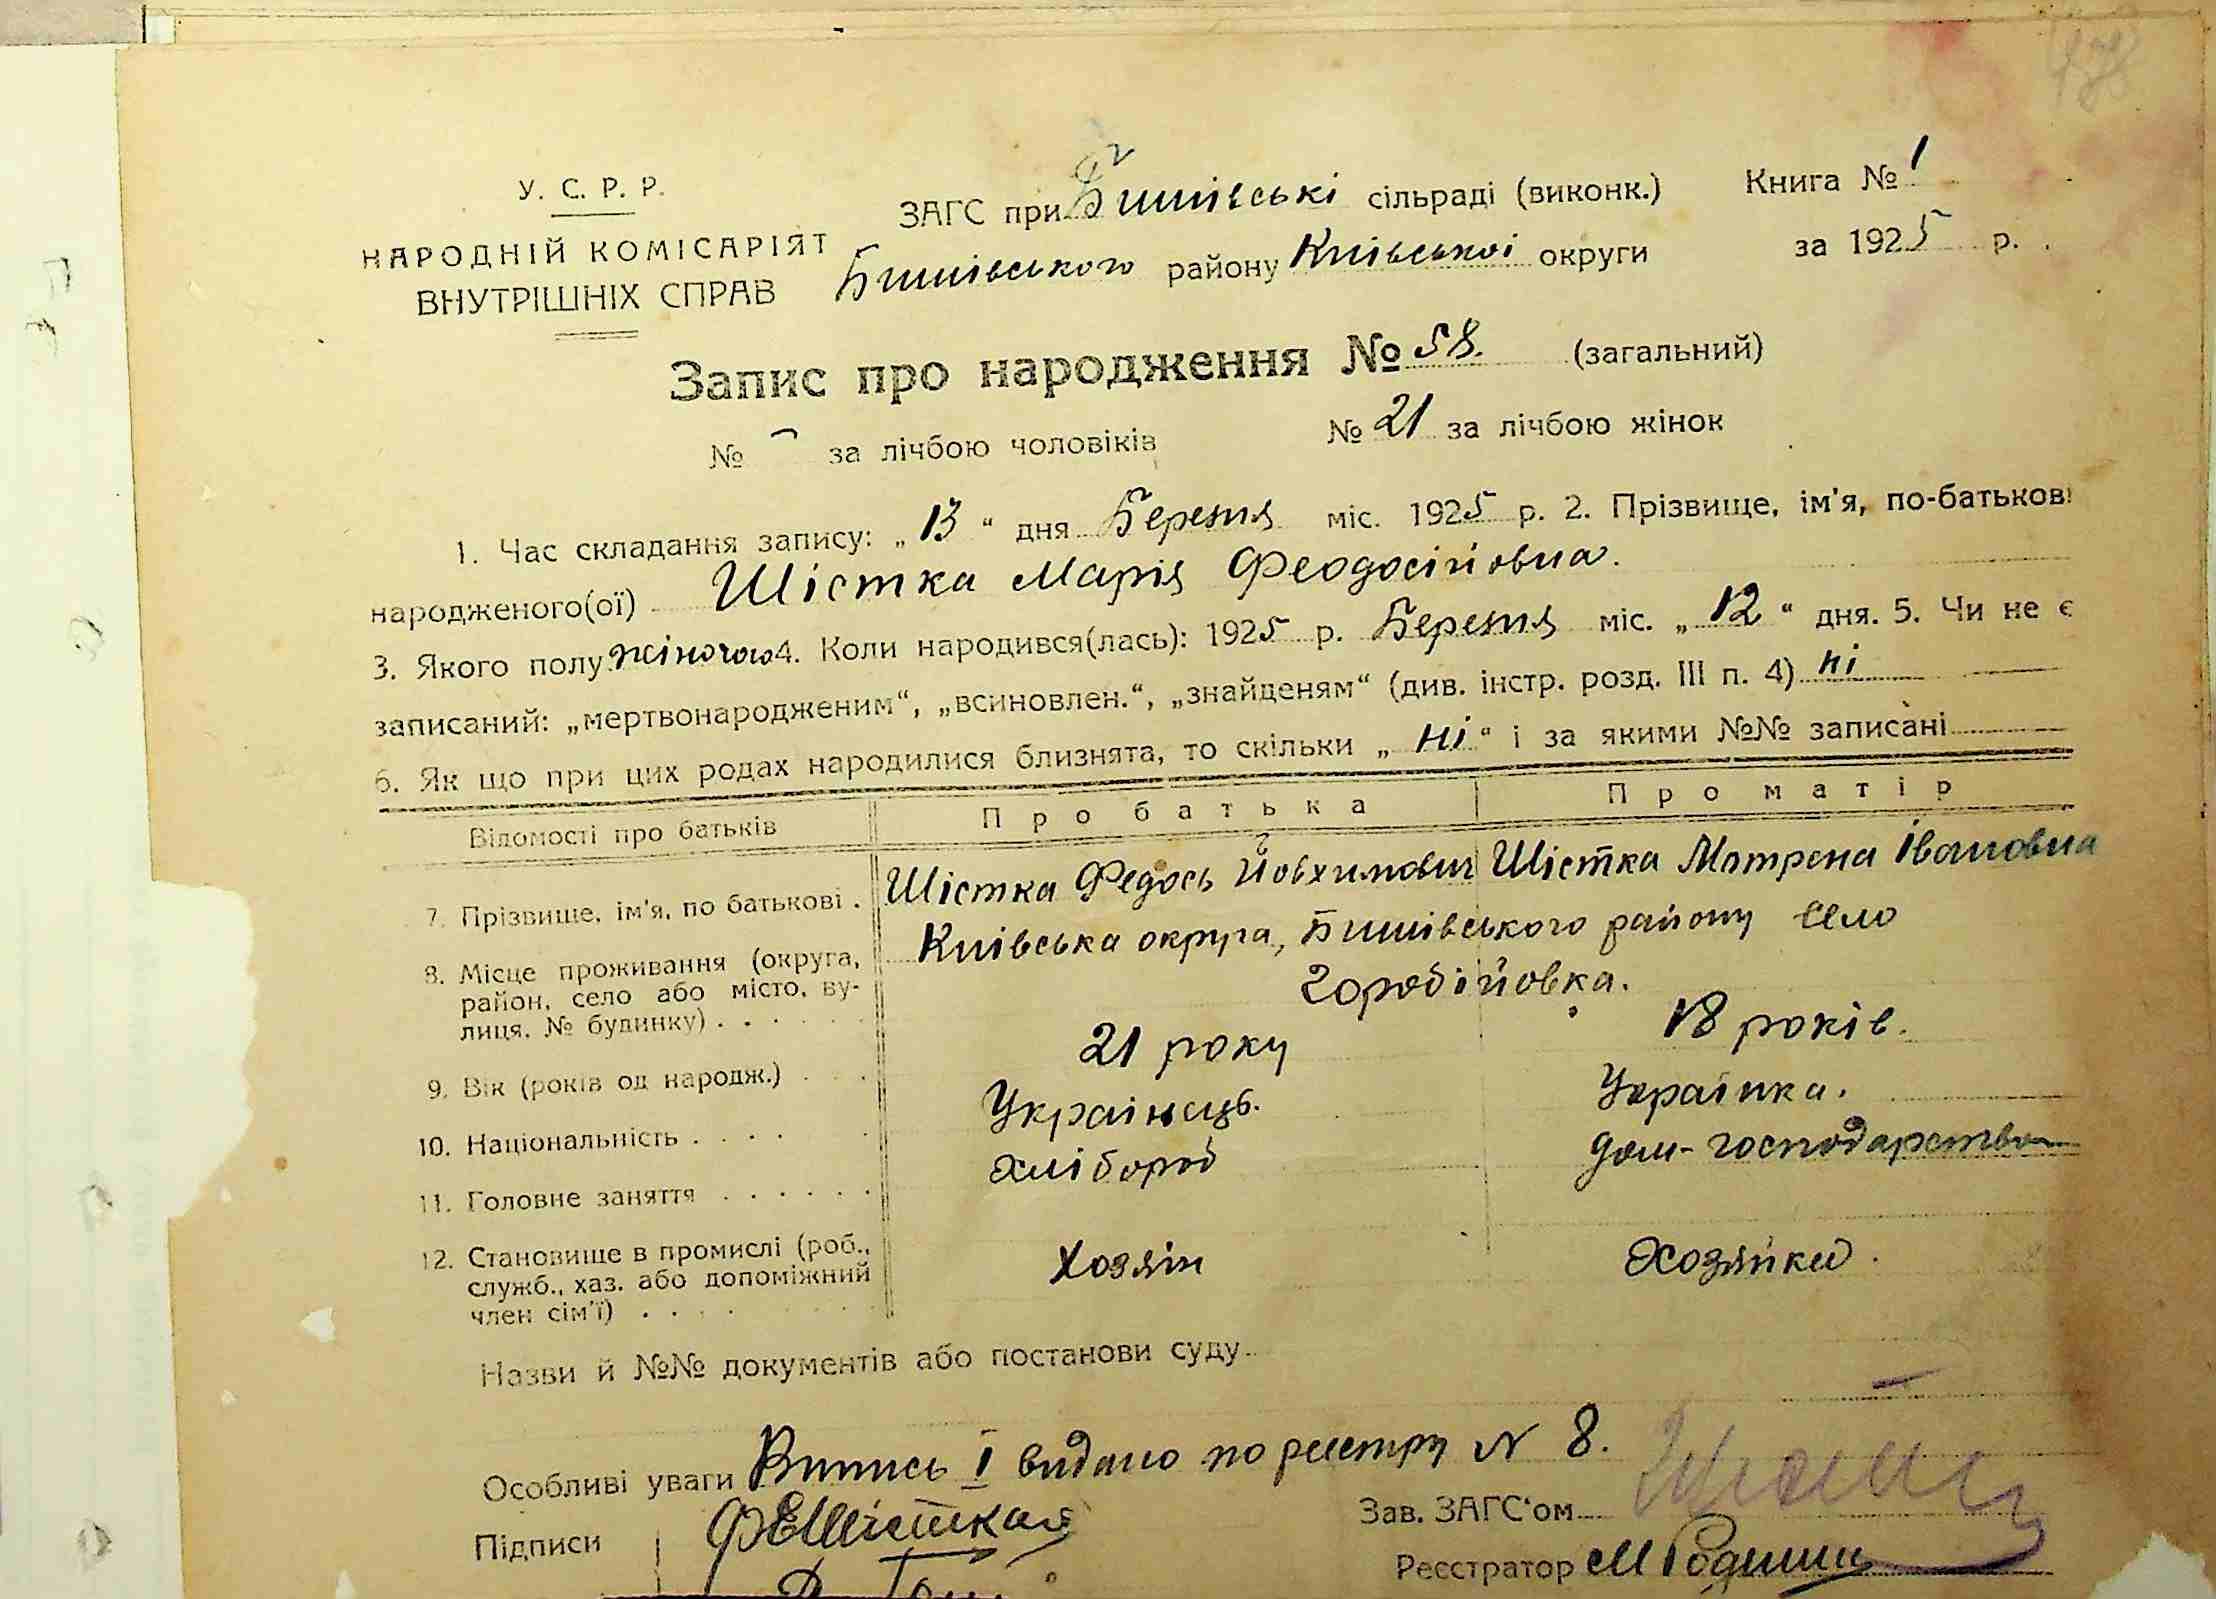 У. С. Р. Р.
НАРОДНІЙ КОМІСАРІЯТ
ВНУТРІШНІХ СПРАВ
ЗАГС при Бишівські сільраді (виконк.) Книга № 1
Бишівського району Київської округи за 1925 р.
Запис про народження № 58. (загальний)
№ – за лічбою чоловіків № 21 за лічбою жінок
1. Час складання запису: „13“ дня Березня міс. 1925 р. 2. Прізвище, ім'я, по-батькові
народженого(ої) Шістка Марія Феодосійовна.
3. Якого полу жіночого 4. Коли народився(лась): 1925 р. Березня міс. „12“ дня. 5. Чи не є
записаний: „мертвонародженим“, „всиновлен.“, „знайденям“ (див. інстр. розд. III п. 4) ні
6. Як що при цих родах народилися близнята, то скільки „ні“ і за якими №№ записані
Відомості про батьків Про батька Про матір
7. Прізвище, ім'я, по батькові . Шістка Федось Йовхимович Шістка Мотрена Івановна
8. Місце проживання (округа,
район, село або місто, ву-
лиця, № будинку) . . . . . .
Київська округа, Бишівського району село
Горобійовка.
9. Вік (років од народж.) . . . 21 року 18 років.
10. Національність . . . . . Українець. Українка.
11. Головне заняття . . . . . . хлібороб дом-господарство
12. Становище в промислі (роб.,
служб., хаз. або допоміжний
член сім'ї) . . . . . . Хозяїн Хозяйка.
Назви й №№ документів або постанови суду
Особливі уваги Випись I видано по реєстру N 8.
Підписи Ф Шістка
Зав. ЗАГС'ом
Реєстратор М Родиши